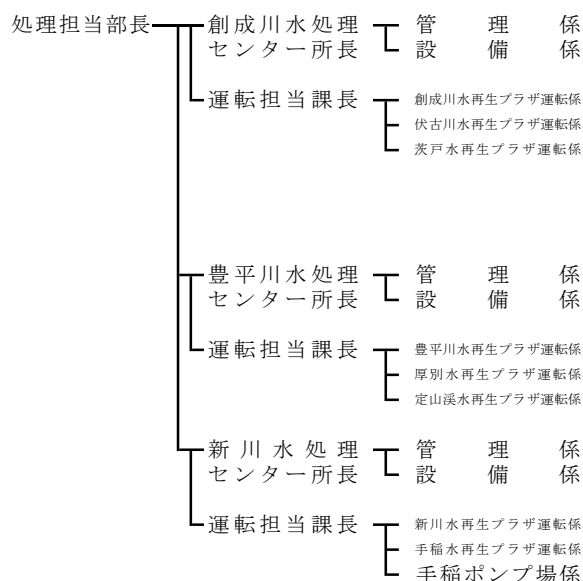 処理担当部長 創成川水処理 管理係
センター所長 設備係
運転担当課長 創成川水再生プラザ運転係
伏古川水再生プラザ運転係
茨戸水再生プラザ運転係
豊平川水処理 管理係
センター所長 設備係
運転担当課長 豊平川水再生プラザ運転係
厚別水再生プラザ運転係
定山渓水再生プラザ運転係
新川水処理 管理係
センター所長 設備係
運転担当課長 新川水再生プラザ運転係
手稲水再生プラザ運転係
手稲ポンプ場係